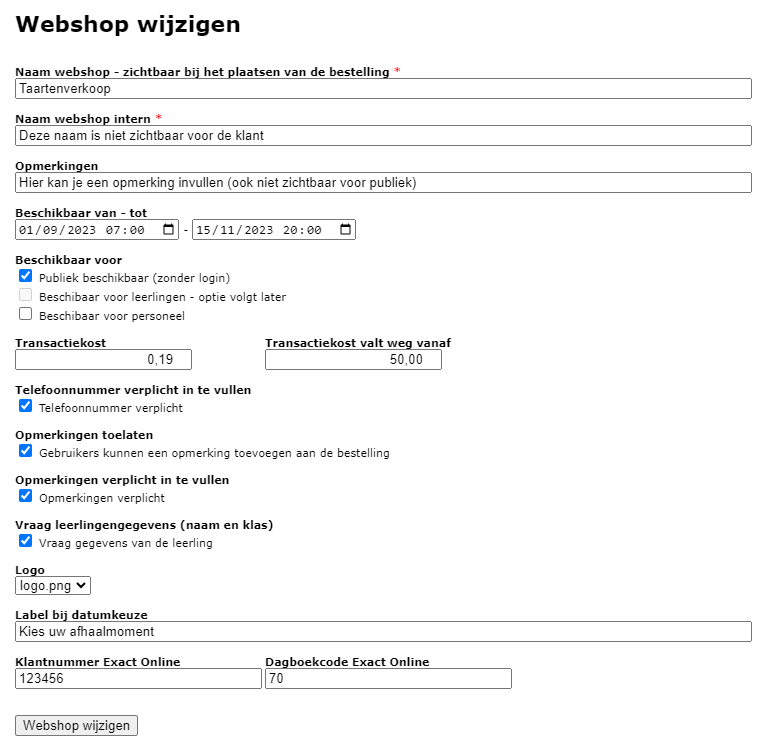 Webshop wijzigen
Naam webshop - zichtbaar bij het plaatsen van de bestelling *
Taartenverkoop
Naam webshop intern *
Deze naam is niet zichtbaar voor de klant
Opmerkingen
Hier kan je een opmerking invullen (ook niet zichtbaar voor publiek)
Beschikbaar van - tot
01/09/2023 07:00 - 15/11/2023 20:00
Beschikbaar voor
Publiek beschikbaar (zonder login)
Beschibaar voor leerlingen - optie volgt later
Beschibaar voor personeel
Transactiekost Transactiekost valt weg vanaf
0,19 50,00
Telefoonnummer verplicht in te vullen
Telefoonnummer verplicht
Opmerkingen toelaten
Gebruikers kunnen een opmerking toevoegen aan de bestelling
Opmerkingen verplicht in te vullen
Opmerkingen verplicht
Vraag leerlingengegevens (naam en klas)
Vraag gegevens van de leerling
Logo
logo.png
Label bij datumkeuze
Kies uw afhaalmoment
Klantnummer Exact Online Dagboekcode Exact Online
123456 70
Webshop wijzigen